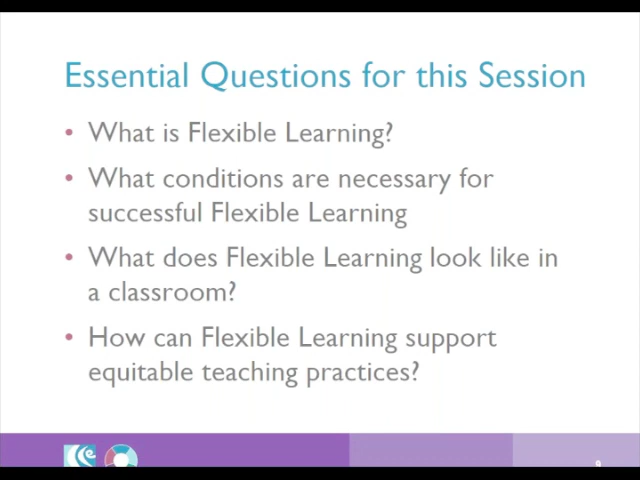 Essential Questions for this Session
• What is Flexible Learning?
• What conditions are necessary for
successful Flexible Learning
• What does Flexible Learning look like in
a classroom?
• How can Flexible Learning support
equitable teaching practices?
9